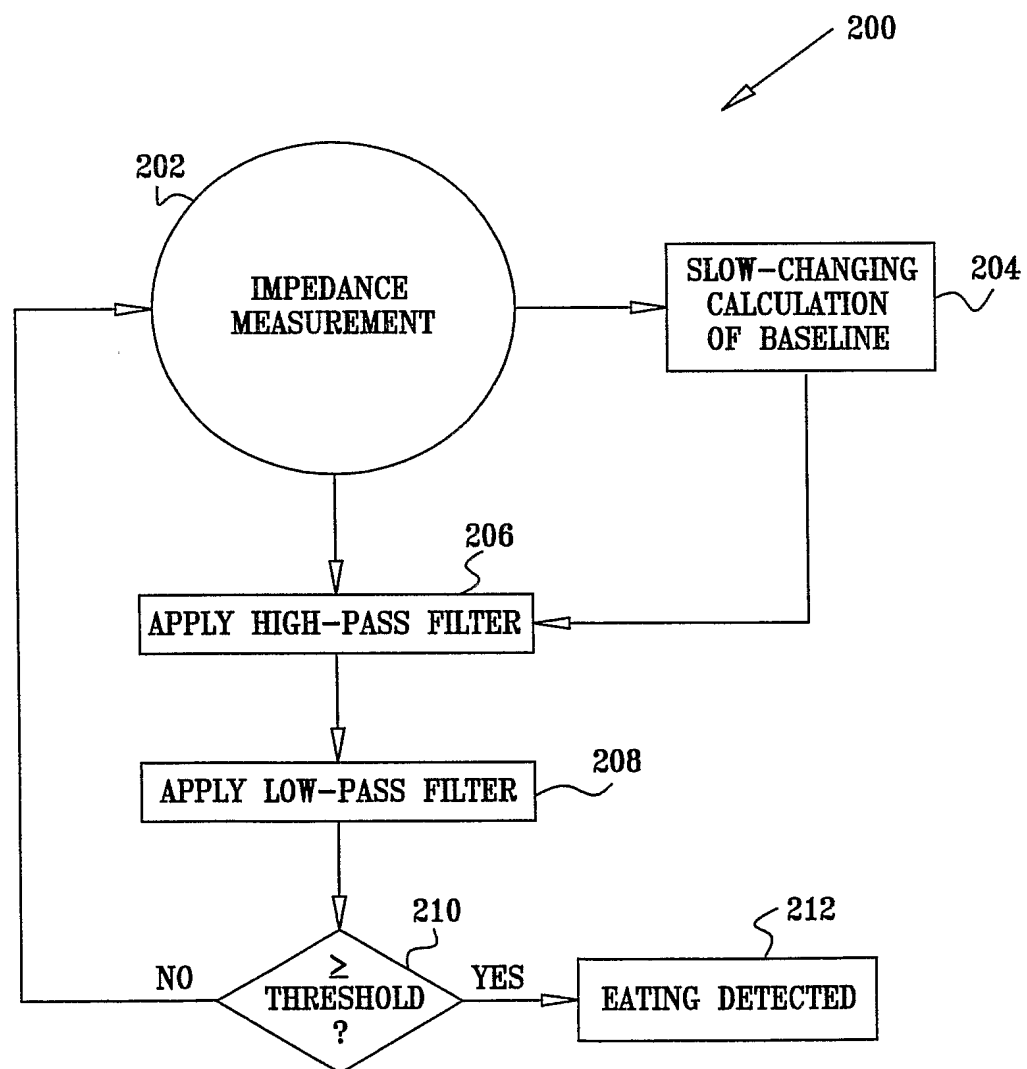 200
202
IMPEDANCE
MEASUREMENT
SLOW-CHANGING
CALCULATION
OF BASELINE
204
206
APPLY HIGH-PASS FILTER
APPLY LOW-PASS FILTER
208
210
212
NO
≥
THRESHOLD
?
YES
EATING DETECTED